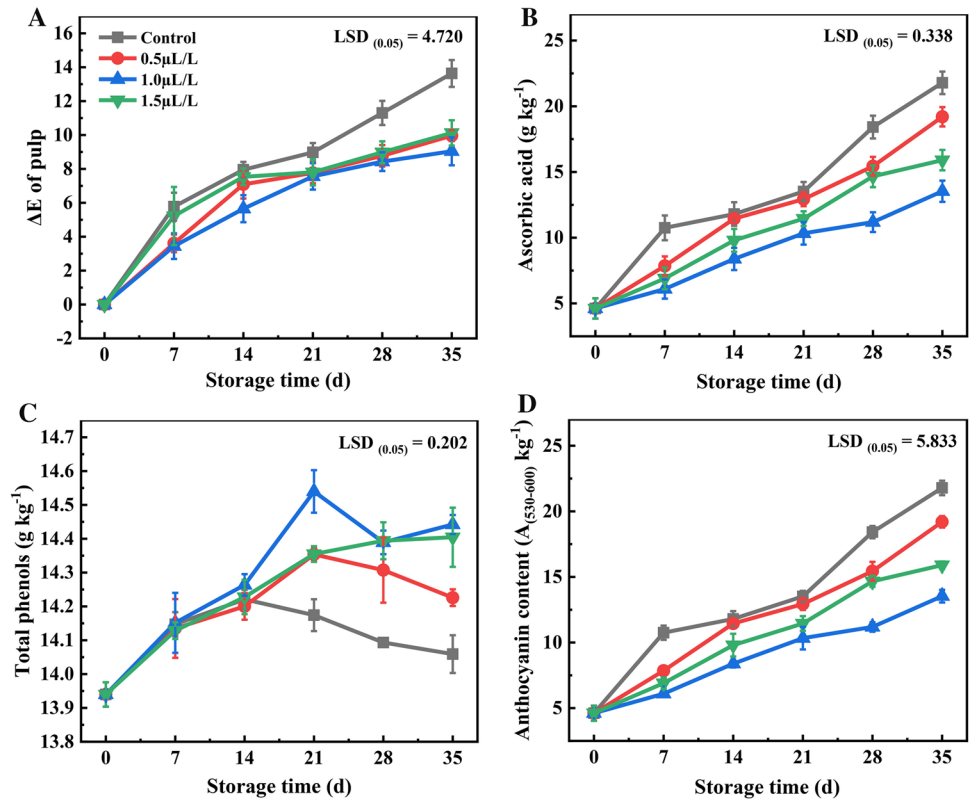 A
LSD (0.05) = 4.720
Control
0.5μL/L
1.0μL/L
1.5μL/L
ΔE of pulp
16
14
12
10
8
6
4
2
0
-2
0 7 14 21 28 35
Storage time (d)
B
LSD (0.05) = 0.338
Ascorbic acid (g kg-1)
25
20
15
10
5
0 7 14 21 28 35
Storage time (d)
C
LSD (0.05) = 0.202
Total phenols (g kg-1)
14.7
14.6
14.5
14.4
14.3
14.2
14.1
14.0
13.9
13.8
0 7 14 21 28 35
Storage time (d)
D
LSD (0.05) = 5.833
Anthocyanin content (A(530-600) kg-1)
25
20
15
10
5
0 7 14 21 28 35
Storage time (d)